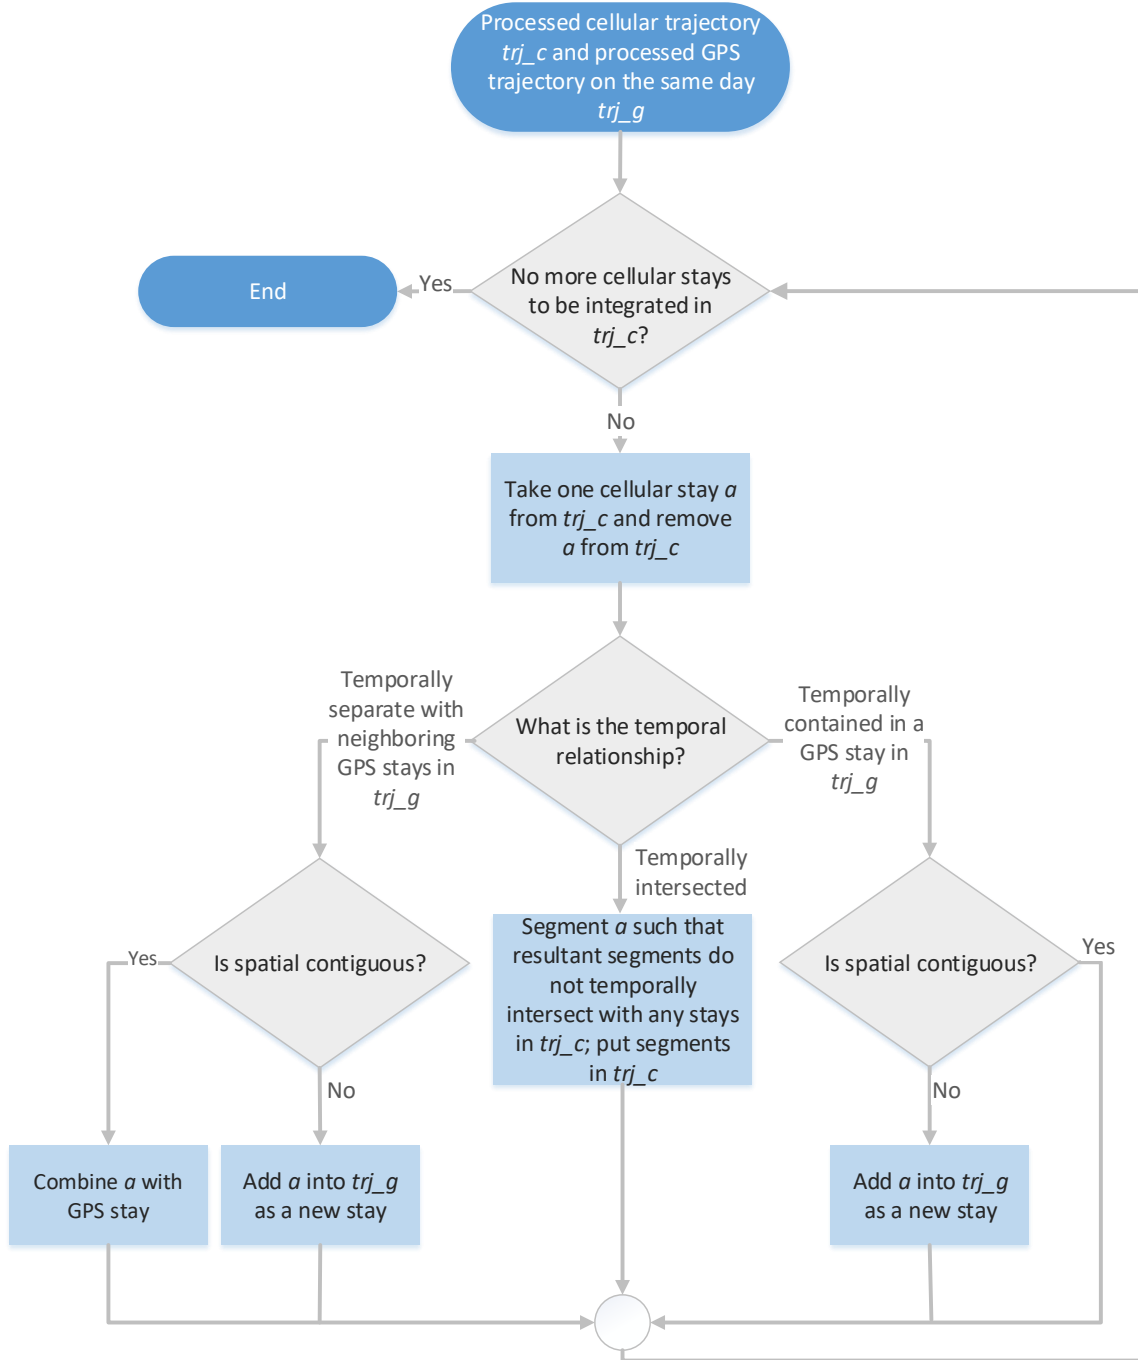 Processed cellular trajectory
trj_c and processed GPS
trajectory on the same day
trj_g
No more cellular stays
to be integrated in
trj_c?
Yes
End
No
Take one cellular stay a
from trj_c and remove
a from trj_c
What is the temporal
relationship?
Temporally
separate with
neighboring
GPS stays in
trj_g
Temporally
contained in a
GPS stay in
trj_g
Temporally
intersected
Is spatial contiguous?
Yes
No
Segment a such that
resultant segments do
not temporally
intersect with any stays
in trj_c; put segments
in trj_c
Is spatial contiguous?
Yes
No
Combine a with
GPS stay
Add a into trj_g
as a new stay
Add a into trj_g
as a new stay